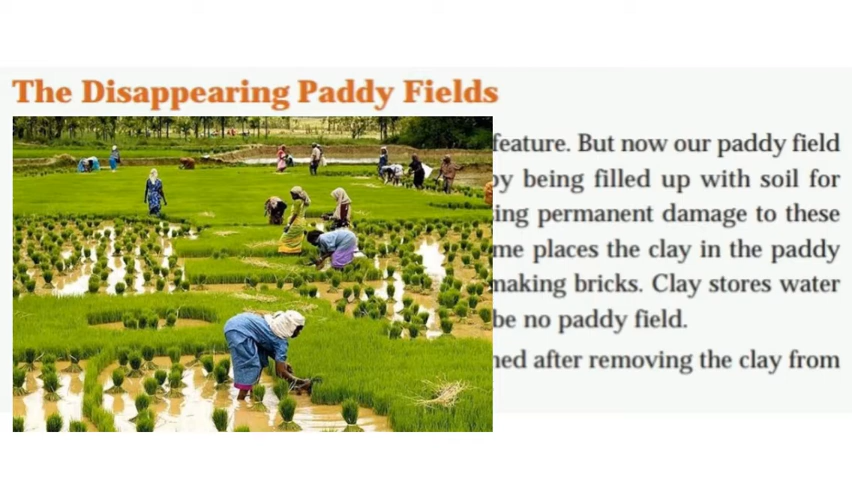 The Disappearing Paddy Fields
feature. But now our paddy field
by being filled up with soil for
ing permanent damage to these
me places the clay in the paddy
making bricks. Clay stores water
be no paddy field.
ned after removing the clay from